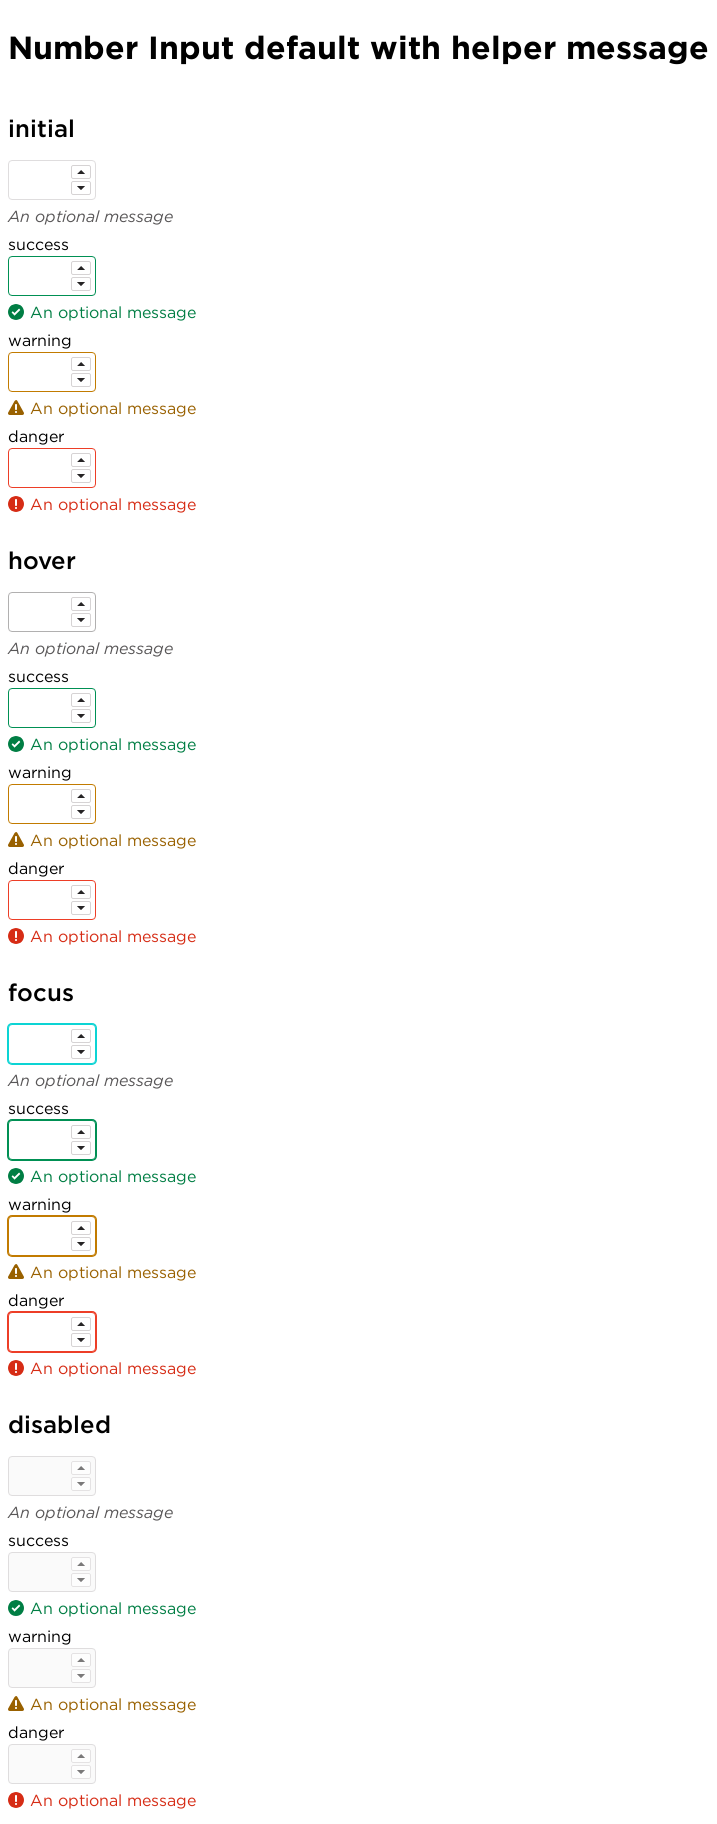 Number Input default with helper message
initial
An optional message
success
An optional message
warning
An optional message
danger
An optional message
hover
An optional message
success
An optional message
warning
An optional message
danger
An optional message
focus
An optional message
success
An optional message
warning
An optional message
danger
An optional message
disabled
An optional message
success
An optional message
warning
An optional message
danger
An optional message